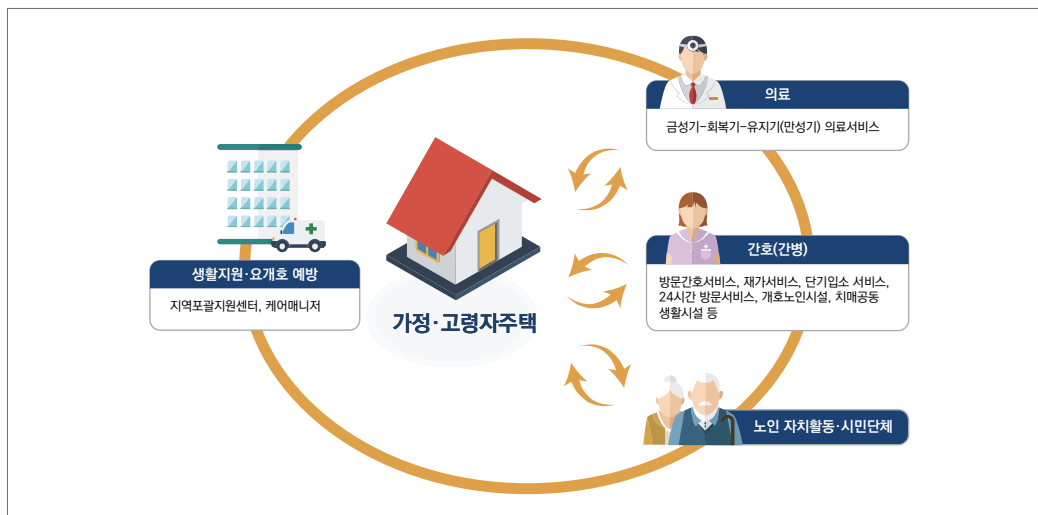 의료
금성기-회복기-유지기(만성기) 의료서비스
생활지원·요개호 예방
지역포괄지원센터, 케어매니저
가정·고령자주택
간호(간병)
방문간호서비스, 재가서비스, 단기입소 서비스,
24시간 방문서비스, 개호노인시설, 치매공동
생활시설 등
노인 자치활동·시민단체